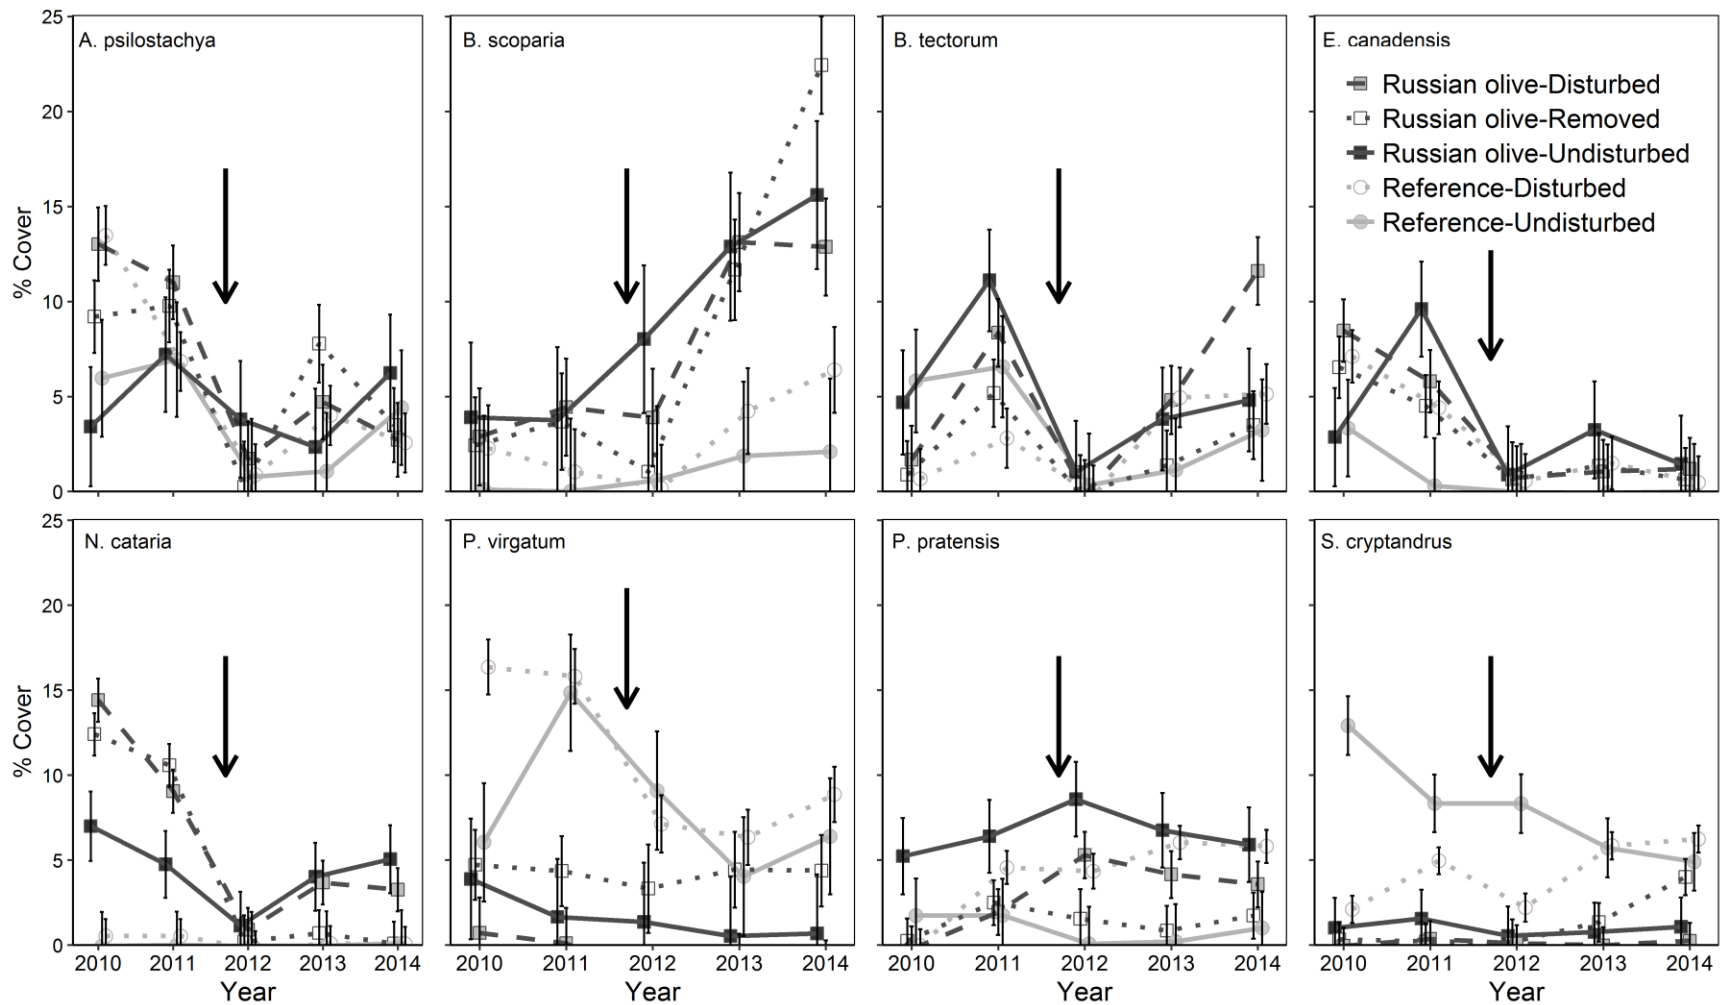 A. psilostachya
B. scoparia
B. tectorum
E. canadensis
Russian olive-Disturbed
Russian olive-Removed
Russian olive-Undisturbed
Reference-Disturbed
Reference-Undisturbed
% Cover
25
20
15
10
5
0
N. cataria
P. virgatum
P. pratensis
S. cryptandrus
% Cover
25
20
15
10
5
0
2010 2011 2012 2013 2014
2010 2011 2012 2013 2014
2010 2011 2012 2013 2014
2010 2011 2012 2013 2014
Year
Year
Year
Year